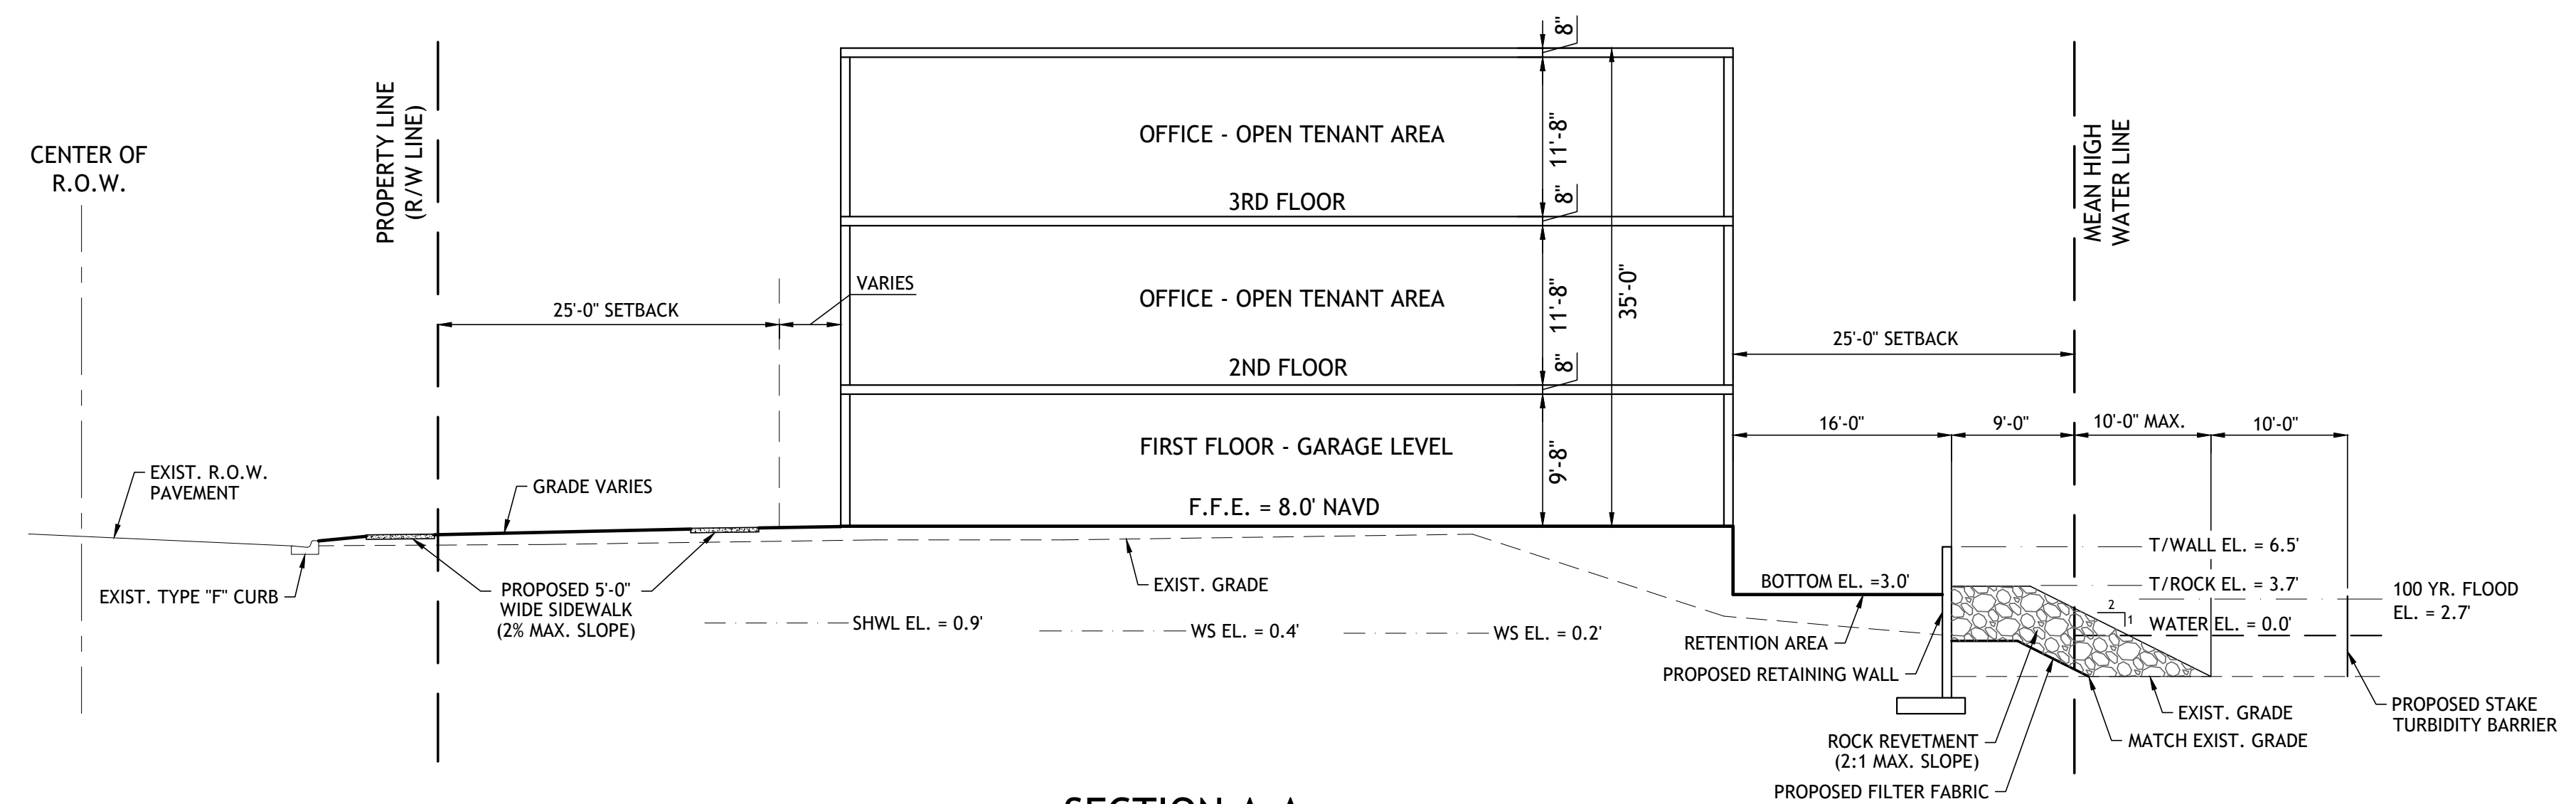 CENTER OF
R.O.W.
PROPERTY LINE
(R/W LINE)
25'-0" SETBACK
VARIES
EXIST. R.O.W.
PAVEMENT
GRADE VARIES
EXIST. TYPE "F" CURB
PROPOSED 5'-0"
WIDE SIDEWALK
(2% MAX. SLOPE)
8"
OFFICE - OPEN TENANT AREA
11'-8"
3RD FLOOR
8"
OFFICE - OPEN TENANT AREA
11'-8"
35'-0"
2ND FLOOR
8"
FIRST FLOOR - GARAGE LEVEL
9'-8"
F.F.E. = 8.0' NAVD
EXIST. GRADE
SHWL EL. = 0.9'
WS EL. = 0.4'
WS EL. = 0.2'
MEAN HIGH
WATER LINE
25'-0" SETBACK
16'-0"
9'-0"
10'-0" MAX.
10'-0"
BOTTOM EL. =3.0'
RETENTION AREA
PROPOSED RETAINING WALL
T/WALL EL. = 6.5'
T/ROCK EL. = 3.7'
2
1
WATER EL. = 0.0'
100 YR. FLOOD
EL. = 2.7'
ROCK REVETMENT
(2:1 MAX. SLOPE)
PROPOSED FILTER FABRIC
EXIST. GRADE
MATCH EXIST. GRADE
PROPOSED STAKE
TURBIDITY BARRIER
SECTION A-A